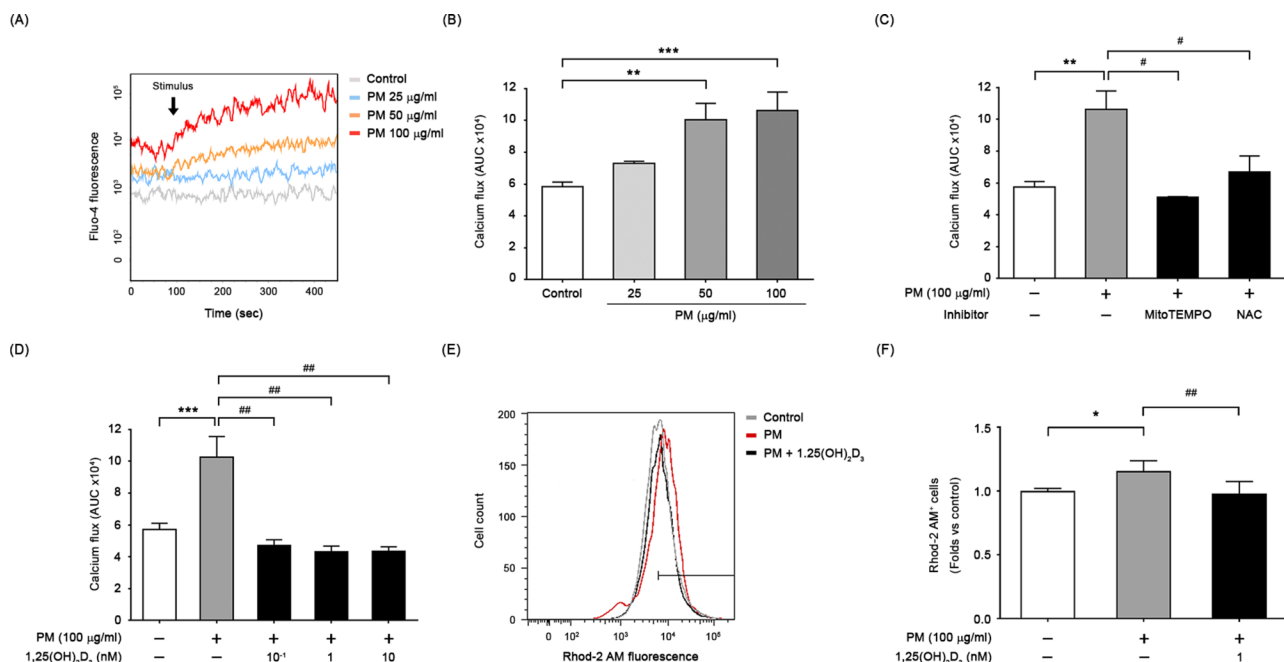 (A)
Stimulus
Control
PM 25 μg/ml
PM 50 μg/ml
PM 100 μg/ml
Fluo-4 fluorescence
10⁵
10⁴
10³
10²
0
0 100 200 300 400
Time (sec)
(B)
***
**
Calcium flux (AUC x10⁴)
12
10
8
6
4
2
0
Control 25 50 100
PM (μg/ml)
(C)
#
** #
Calcium flux (AUC x10⁴)
12
10
8
6
4
2
0
PM (100 μg/ml) – + + +
Inhibitor – – MitoTEMPO NAC
(D)
##
##
*** ##
Calcium flux (AUC x10⁴)
12
10
8
6
4
2
0
PM (100 μg/ml) – + + + +
1,25(OH)₂D₃ (nM) – – 10⁻¹ 1 10
(E)
Control
PM
PM + 1.25(OH)₂D₃
Cell count
200
150
100
50
0
0 10² 10³ 10⁴ 10⁵
Rhod-2 AM fluorescence
(F)
* ##
Rhod-2 AM⁺ cells
(Folds vs control)
1.5
1.0
0.5
0.0
PM (100 μg/ml) – + +
1,25(OH)₂D₃ (nM) – – 1